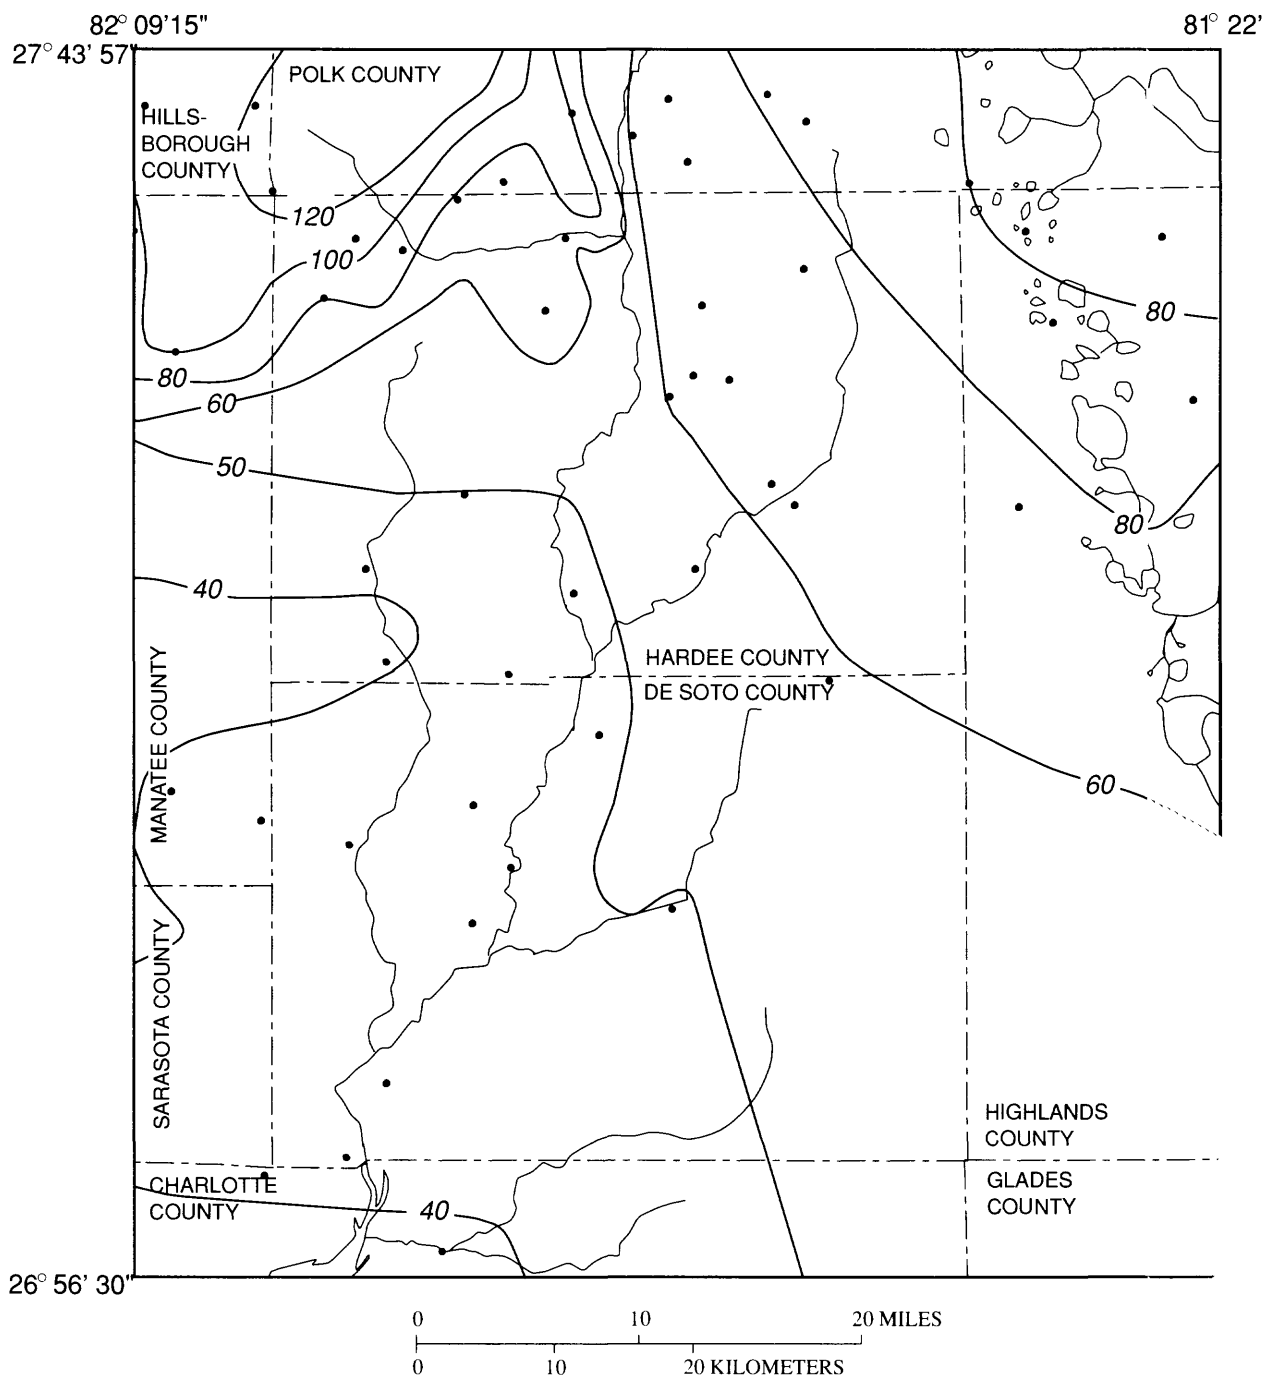 82° 09'15"
81° 22'
27° 43' 57"
POLK COUNTY
HILLS-
BOROUGH
COUNTY
120
100
80
80
60
50
80
40
HARDEE COUNTY
DE SOTO COUNTY
MANATEE COUNTY
60
SARASOTA COUNTY
HIGHLANDS
COUNTY
CHARLOTTE
COUNTY
GLADES
COUNTY
40
26° 56' 30"
0 10 20 MILES
0 10 20 KILOMETERS